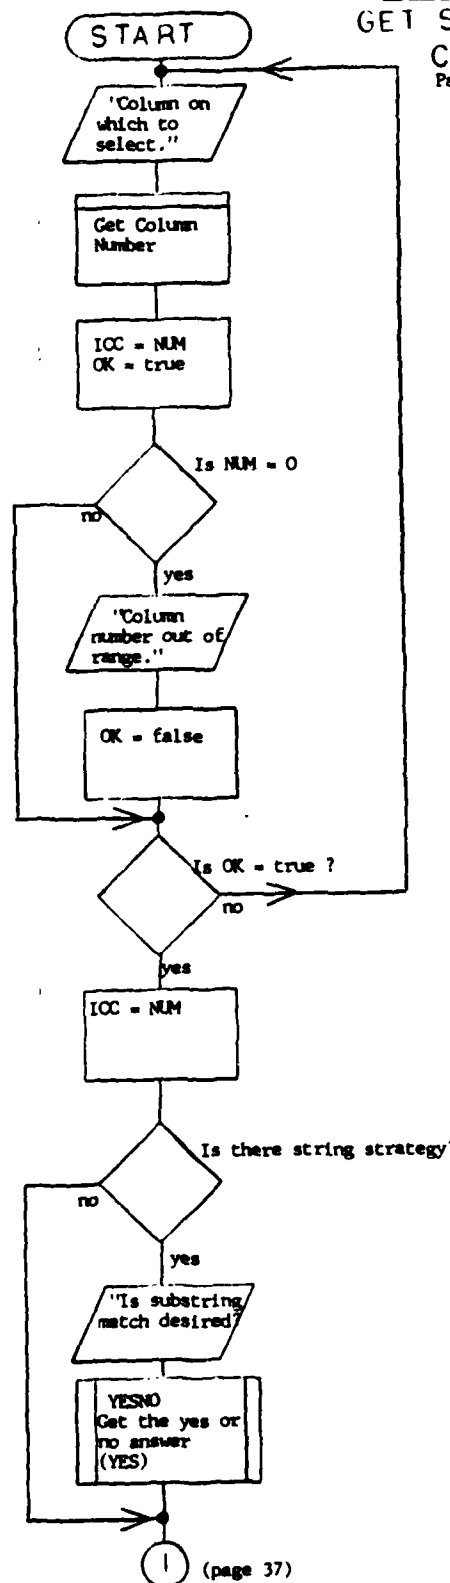 START
GET S
C
Pa
"Column on
which to
select."
Get Column
Number
ICC = NUM
OK = true
Is NUM = 0
no
yes
"Column
number out of
range."
OK = false
Is OK = true ?
no
yes
ICC = NUM
Is there string strategy?
no
yes
"Is substring
match desired?
YESNO
Get the yes or
no answer
(YES)
1 (page 37)